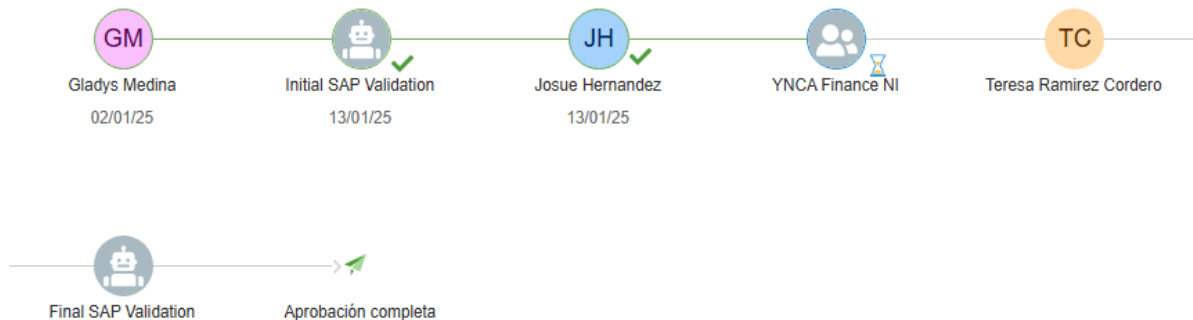 GM
JH
TC
Gladys Medina
Initial SAP Validation
Josue Hernandez
YNCA Finance NI
Teresa Ramirez Cordero
02/01/25
13/01/25
13/01/25
Final SAP Validation
Aprobación completa